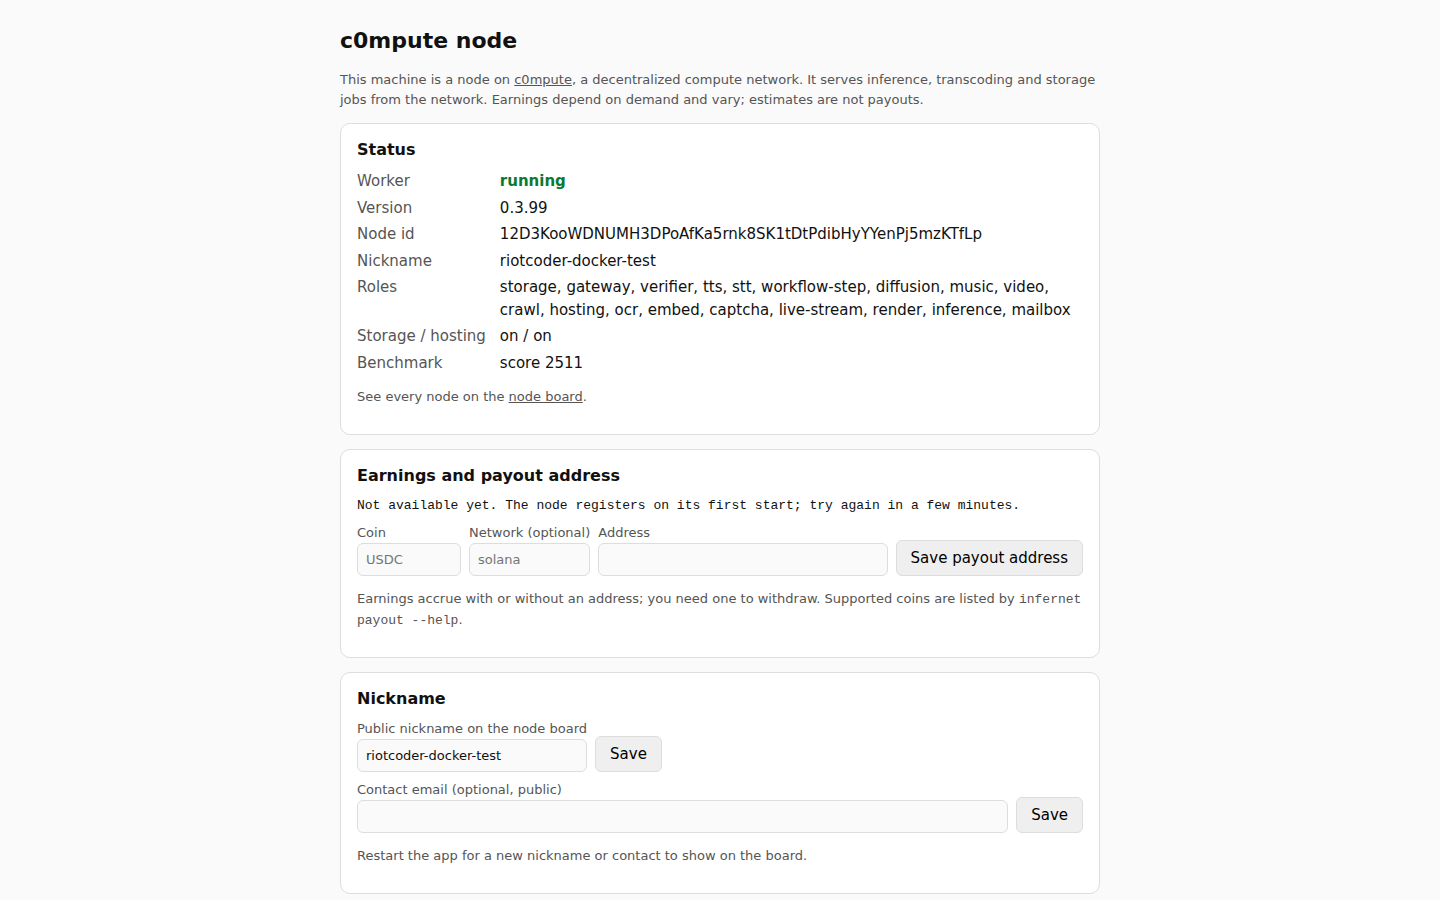 c0mpute node
This machine is a node on c0mpute, a decentralized compute network. It serves inference, transcoding and storage
jobs from the network. Earnings depend on demand and vary; estimates are not payouts.
Status
Worker running
Version 0.3.99
Node id 12D3KooWDNUMH3DPoAfKa5rnk8SK1tDtPdibHyYYenPj5mzKTfLp
Nickname riotcoder-docker-test
Roles storage, gateway, verifier, tts, stt, workflow-step, diffusion, music, video,
crawl, hosting, ocr, embed, captcha, live-stream, render, inference, mailbox
Storage / hosting on / on
Benchmark score 2511
See every node on the node board.
Earnings and payout address
Not available yet. The node registers on its first start; try again in a few minutes.
Coin Network (optional) Address
USDC solana Save payout address
Earnings accrue with or without an address; you need one to withdraw. Supported coins are listed by infernet
payout --help.
Nickname
Public nickname on the node board
riotcoder-docker-test Save
Contact email (optional, public)
Save
Restart the app for a new nickname or contact to show on the board.